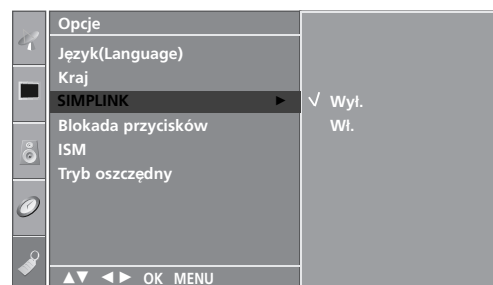 Opcje
Język(Language)
Kraj
SIMPLINK ►
√ Wył.
Wł.
Blokada przycisków
ISM
Tryb oszczędny
▲▼ ◄► OK MENU